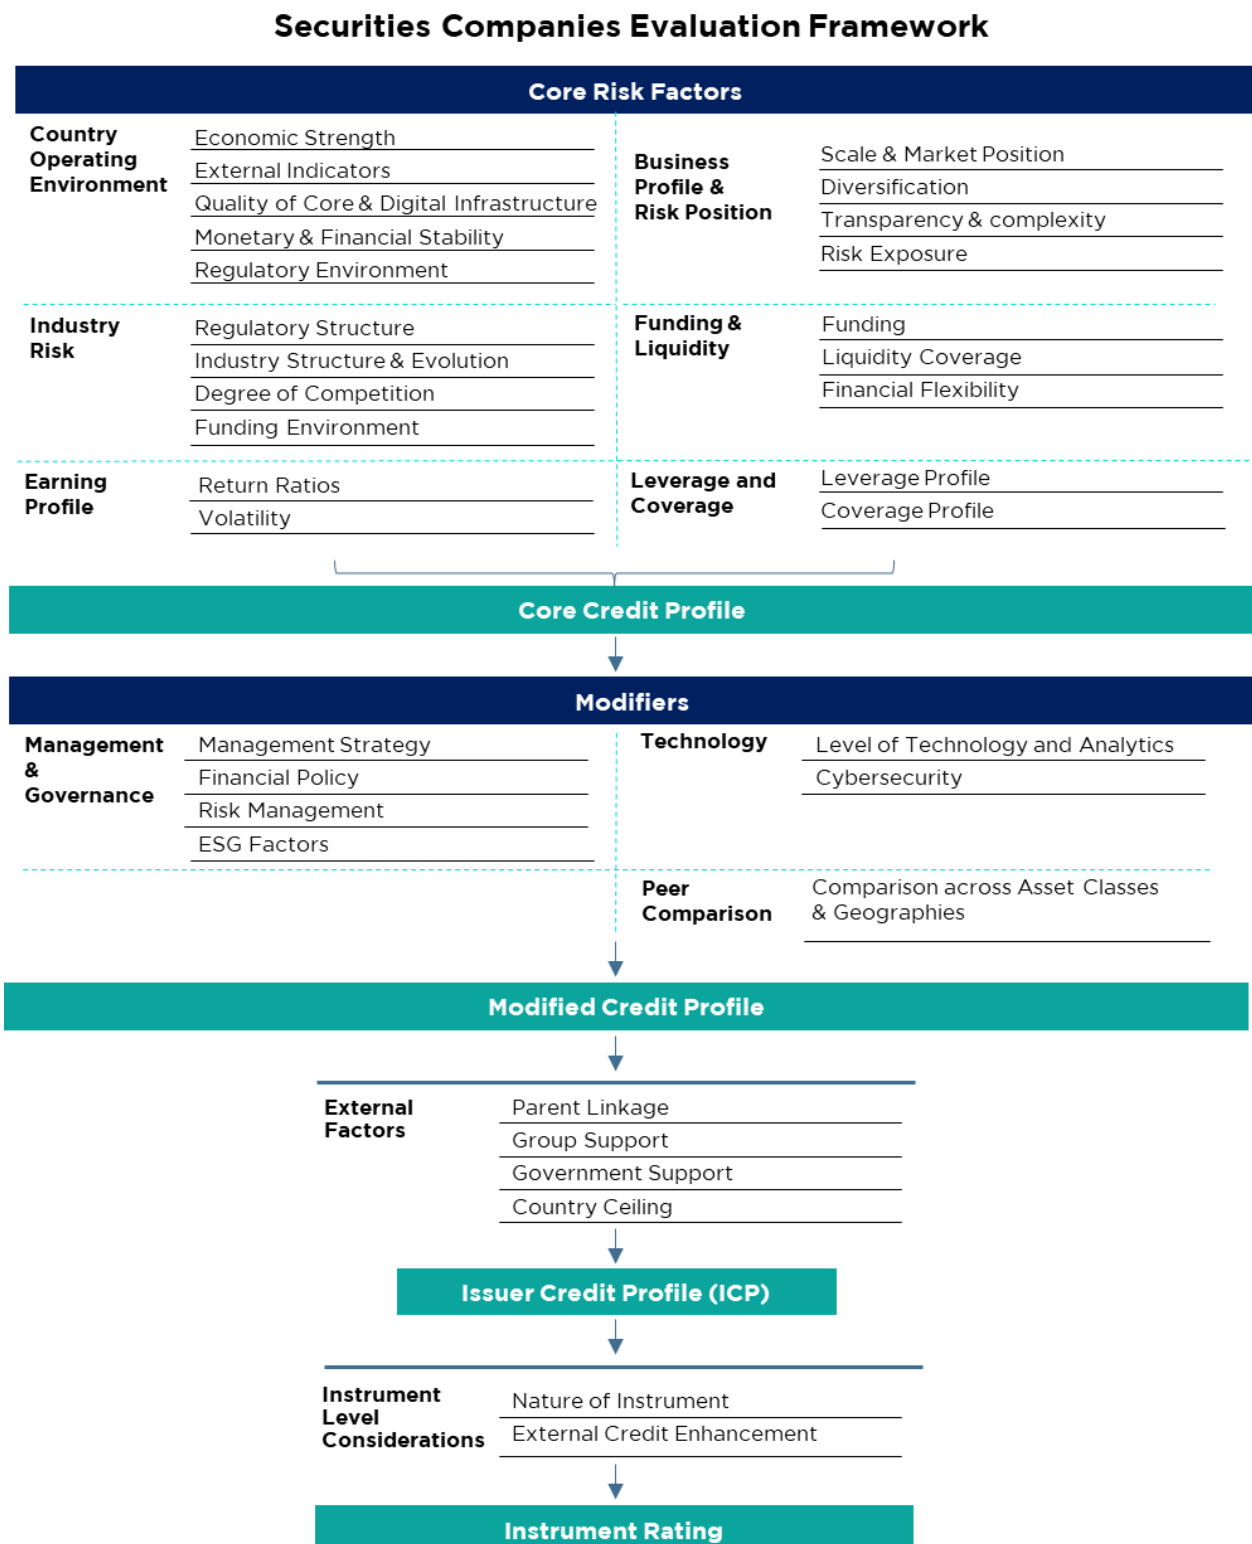 Securities Companies Evaluation Framework
Core Risk Factors
Country
Operating
Environment
Economic Strength
External Indicators
Quality of Core & Digital Infrastructure
Monetary & Financial Stability
Regulatory Environment
Business
Profile &
Risk Position
Scale & Market Position
Diversification
Transparency & complexity
Risk Exposure
Industry
Risk
Regulatory Structure
Industry Structure & Evolution
Degree of Competition
Funding Environment
Funding &
Liquidity
Funding
Liquidity Coverage
Financial Flexibility
Earning
Profile
Return Ratios
Volatility
Leverage and
Coverage
Leverage Profile
Coverage Profile
Core Credit Profile
Modifiers
Management
&
Governance
Management Strategy
Financial Policy
Risk Management
ESG Factors
Technology
Level of Technology and Analytics
Cybersecurity
Peer
Comparison
Comparison across Asset Classes
& Geographies
Modified Credit Profile
External
Factors
Parent Linkage
Group Support
Government Support
Country Ceiling
Issuer Credit Profile (ICP)
Instrument
Level
Considerations
Nature of Instrument
External Credit Enhancement
Instrument Rating